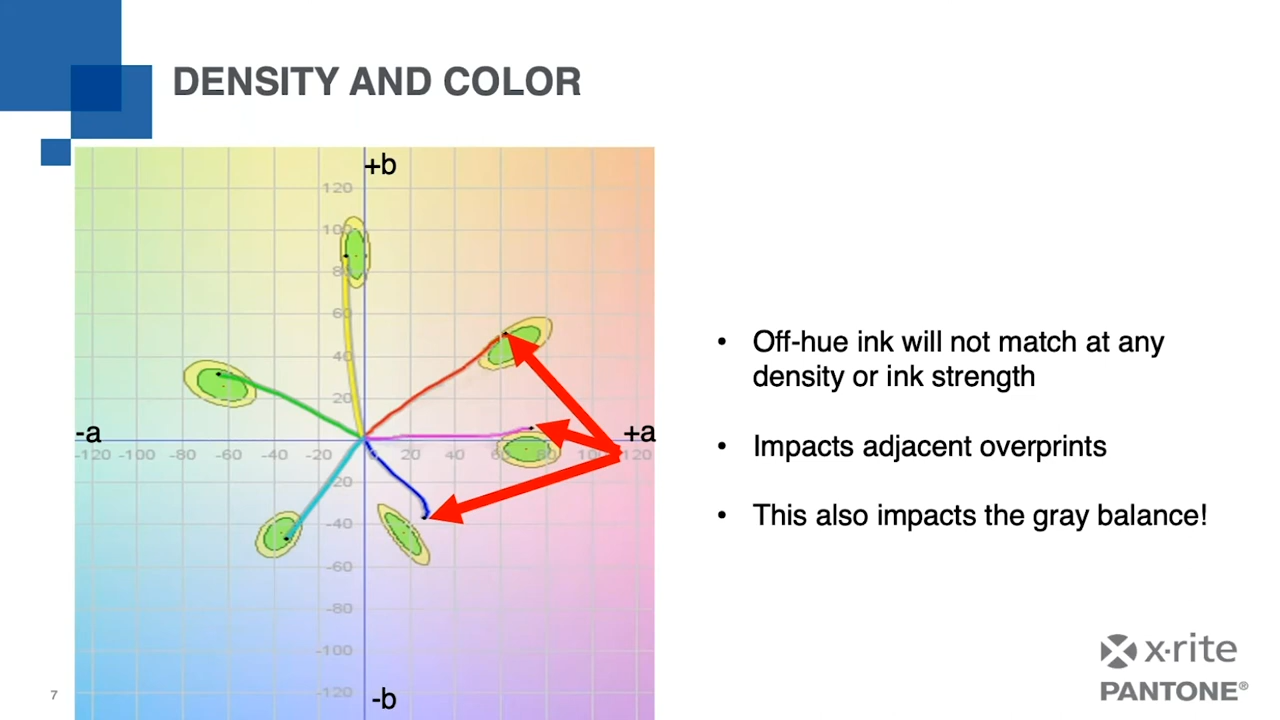 DENSITY AND COLOR
+b
120
100
80
60
40
20
-a
+a
-120 -100 -80 -60 -40 -20 0 20 40 60 80 100 120
-20
-40
-60
-80
-100
-120
-b
• Off-hue ink will not match at any
density or ink strength
• Impacts adjacent overprints
• This also impacts the gray balance!
7
x·rite
PANTONE®